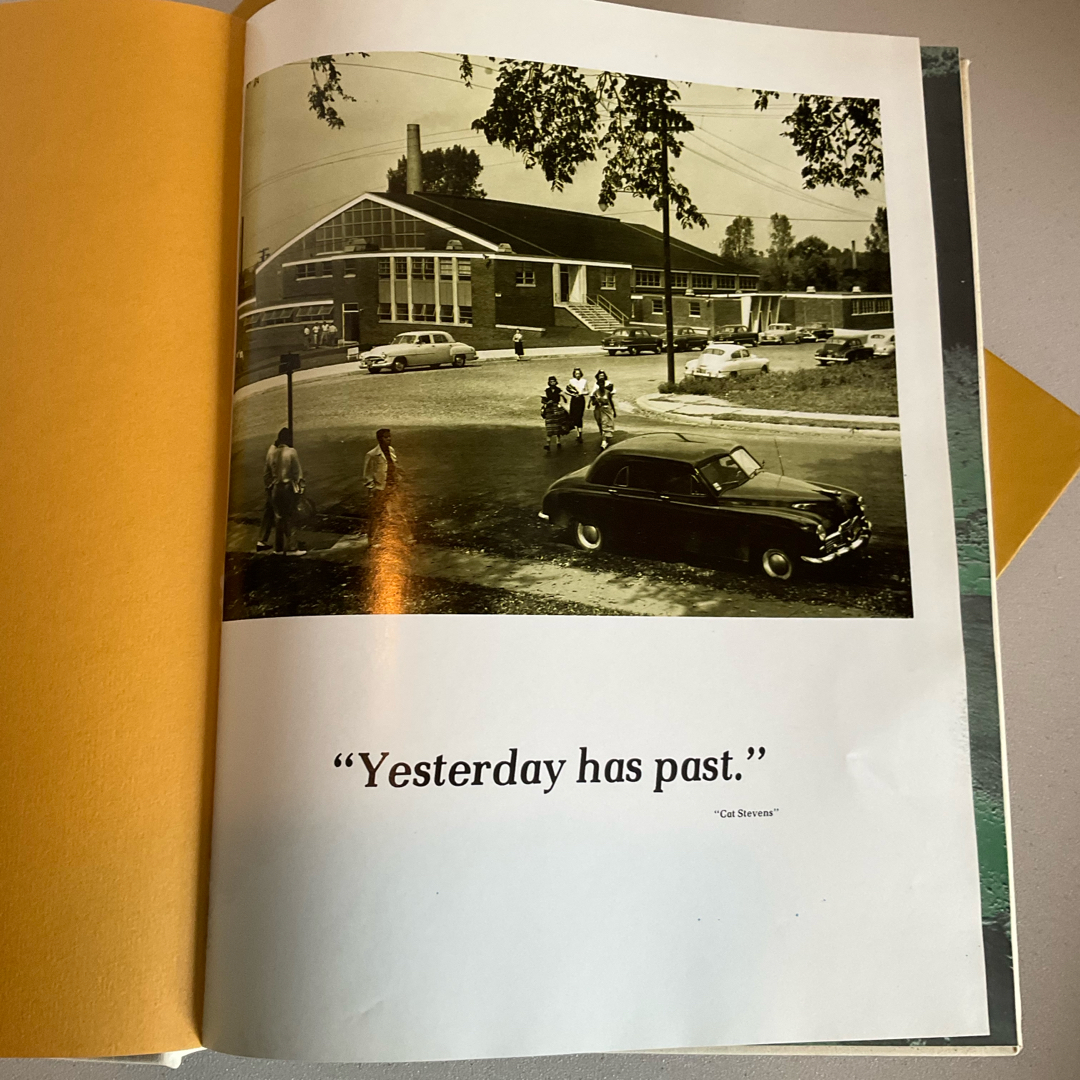 “Yesterday has past.”
“Cat Stevens”